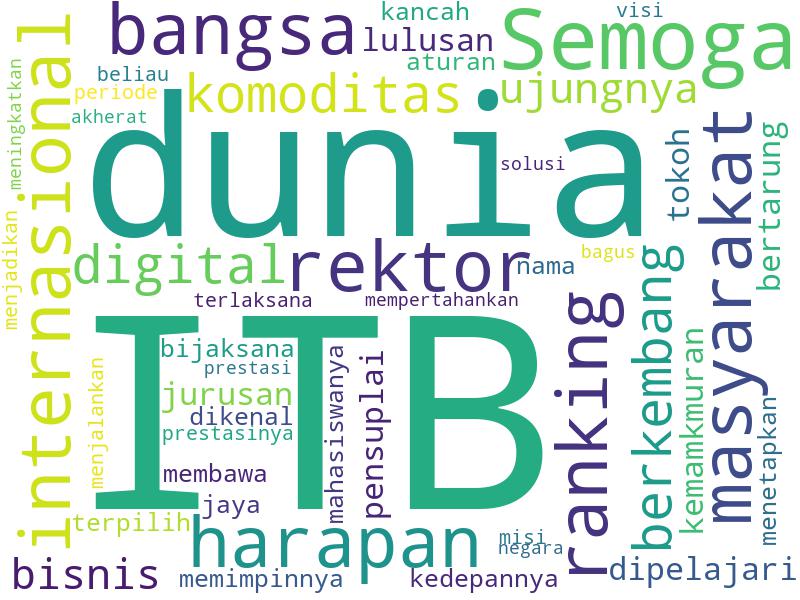 kancah
visi
bangsa
lulusan
Semoga
aturan
beliau
periode
komoditas
ujungnya
akherat
meningkatkan
internasional
dunia
solusi
tokoh
masyarakat
bertarung
menjadikan
digital
rektor
nama
bagus
terlaksana
mempertahankan
ITB
bijaksana
prestasi
jurusan
dikenal
prestasinya
menjalankan
mahasiswanya
pensuplai
ranking
berkembang
kemamkmuran
menetapkan
membawa
jaya
terpilih
harapan
misi
negara
bisnis
memimpinnya
kedepannya
dipelajari